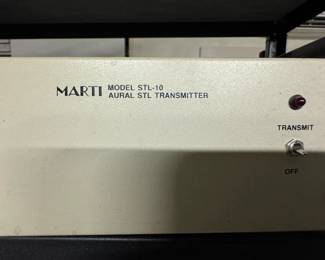 MARTI MODEL STL-10
AURAL STL TRANSMITTER
TRANSMIT
OFF